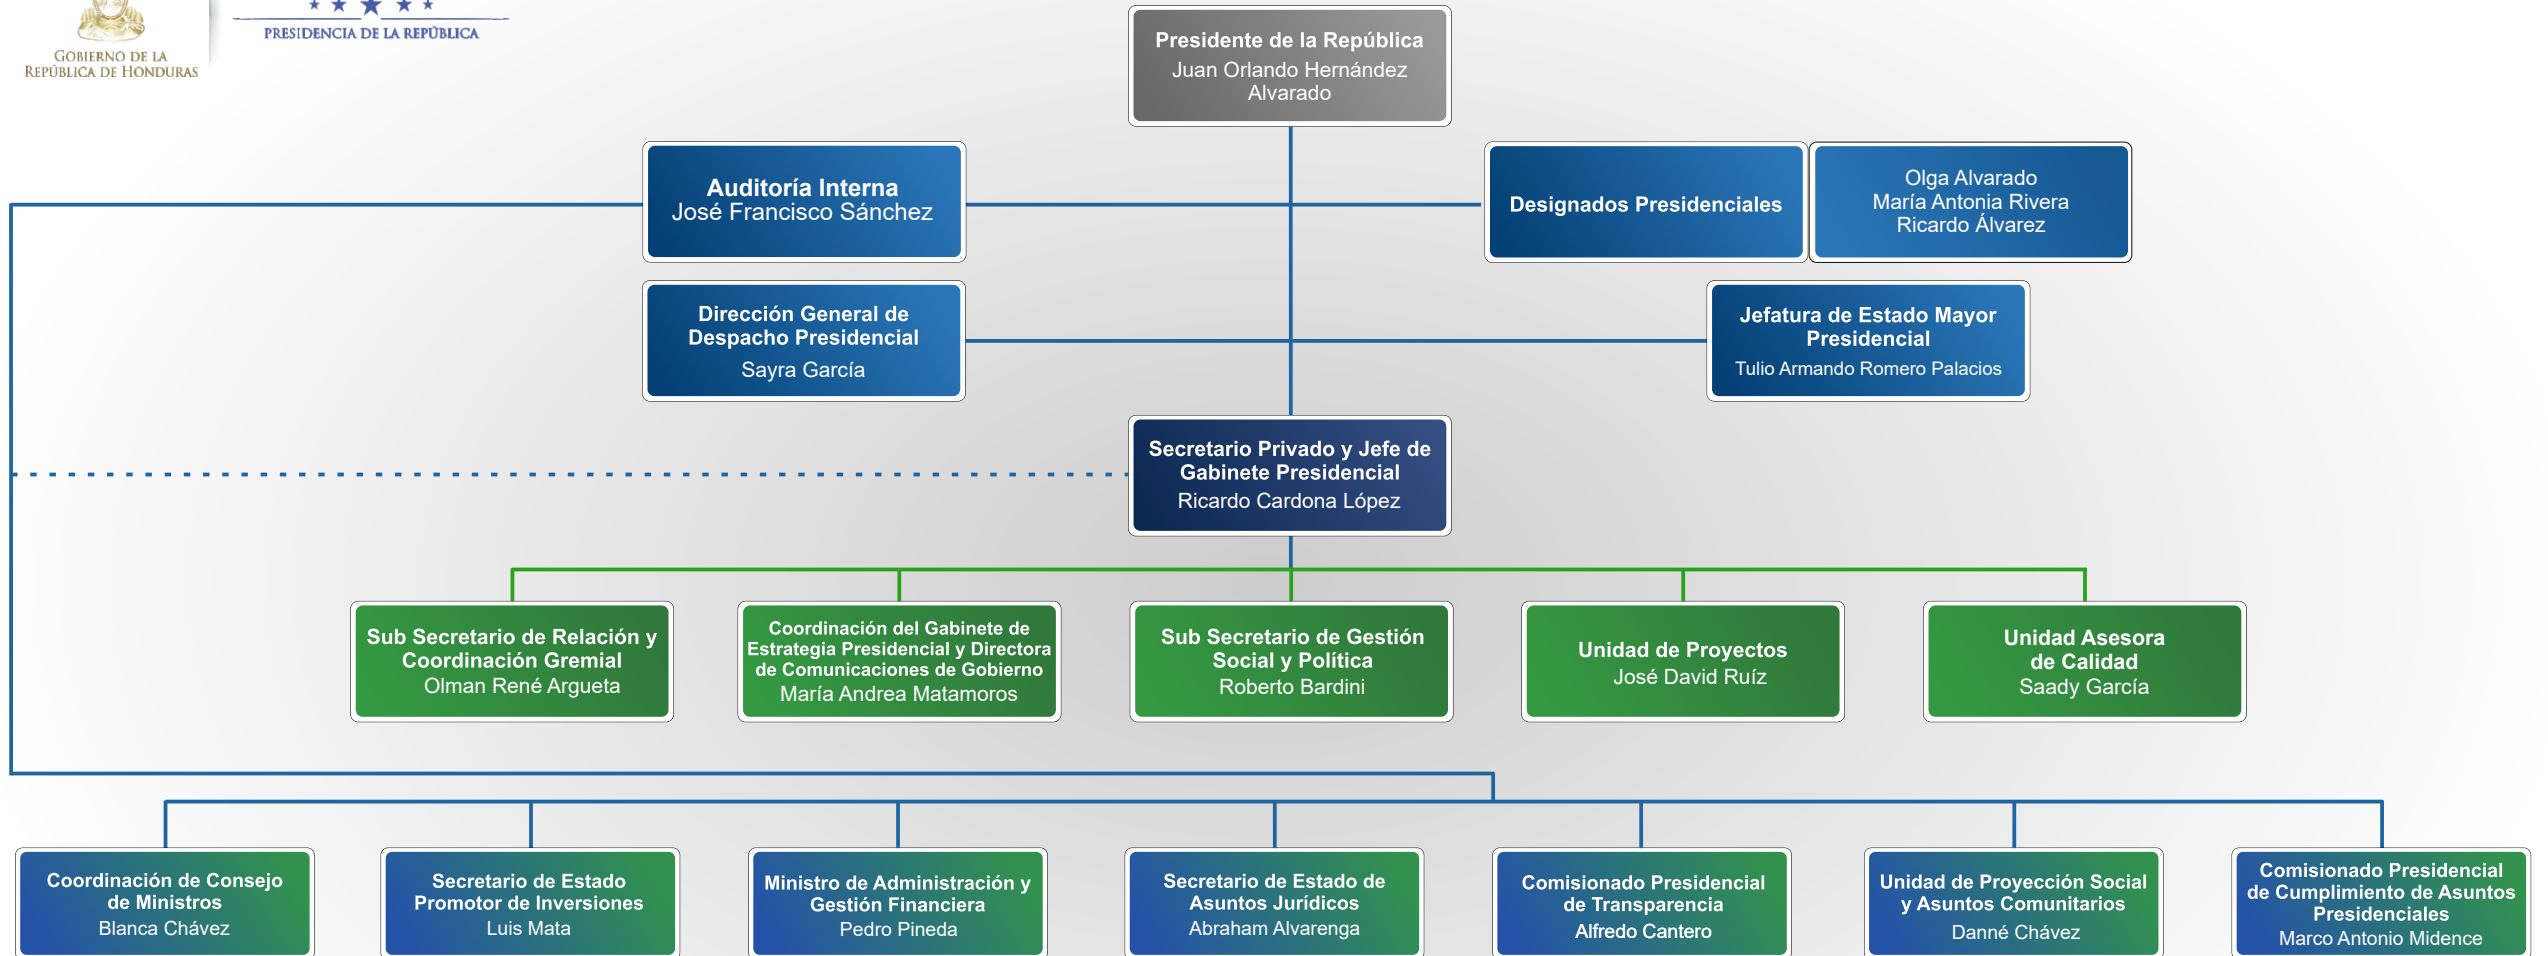 GOBIERNO DE LA
REPÚBLICA DE HONDURAS
PRESIDENCIA DE LA REPÚBLICA
Presidente de la República
Juan Orlando Hernández
Alvarado
Auditoría Interna
José Francisco Sánchez
Designados Presidenciales
Olga Alvarado
María Antonia Rivera
Ricardo Álvarez
Dirección General de
Despacho Presidencial
Sayra García
Jefatura de Estado Mayor
Presidencial
Tulio Armando Romero Palacios
Secretario Privado y Jefe de
Gabinete Presidencial
Ricardo Cardona López
Sub Secretario de Relación y
Coordinación Gremial
Olman René Argueta
Coordinación del Gabinete de
Estrategia Presidencial y Directora
de Comunicaciones de Gobierno
María Andrea Matamoros
Sub Secretario de Gestión
Social y Política
Roberto Bardini
Unidad de Proyectos
José David Ruíz
Unidad Asesora
de Calidad
Saady García
Coordinación de Consejo
de Ministros
Blanca Chávez
Secretario de Estado
Promotor de Inversiones
Luis Mata
Ministro de Administración y
Gestión Financiera
Pedro Pineda
Secretario de Estado de
Asuntos Jurídicos
Abraham Alvarenga
Comisionado Presidencial
de Transparencia
Alfredo Cantero
Unidad de Proyección Social
y Asuntos Comunitarios
Danné Chávez
Comisionado Presidencial
de Cumplimiento de Asuntos
Presidenciales
Marco Antonio Midence